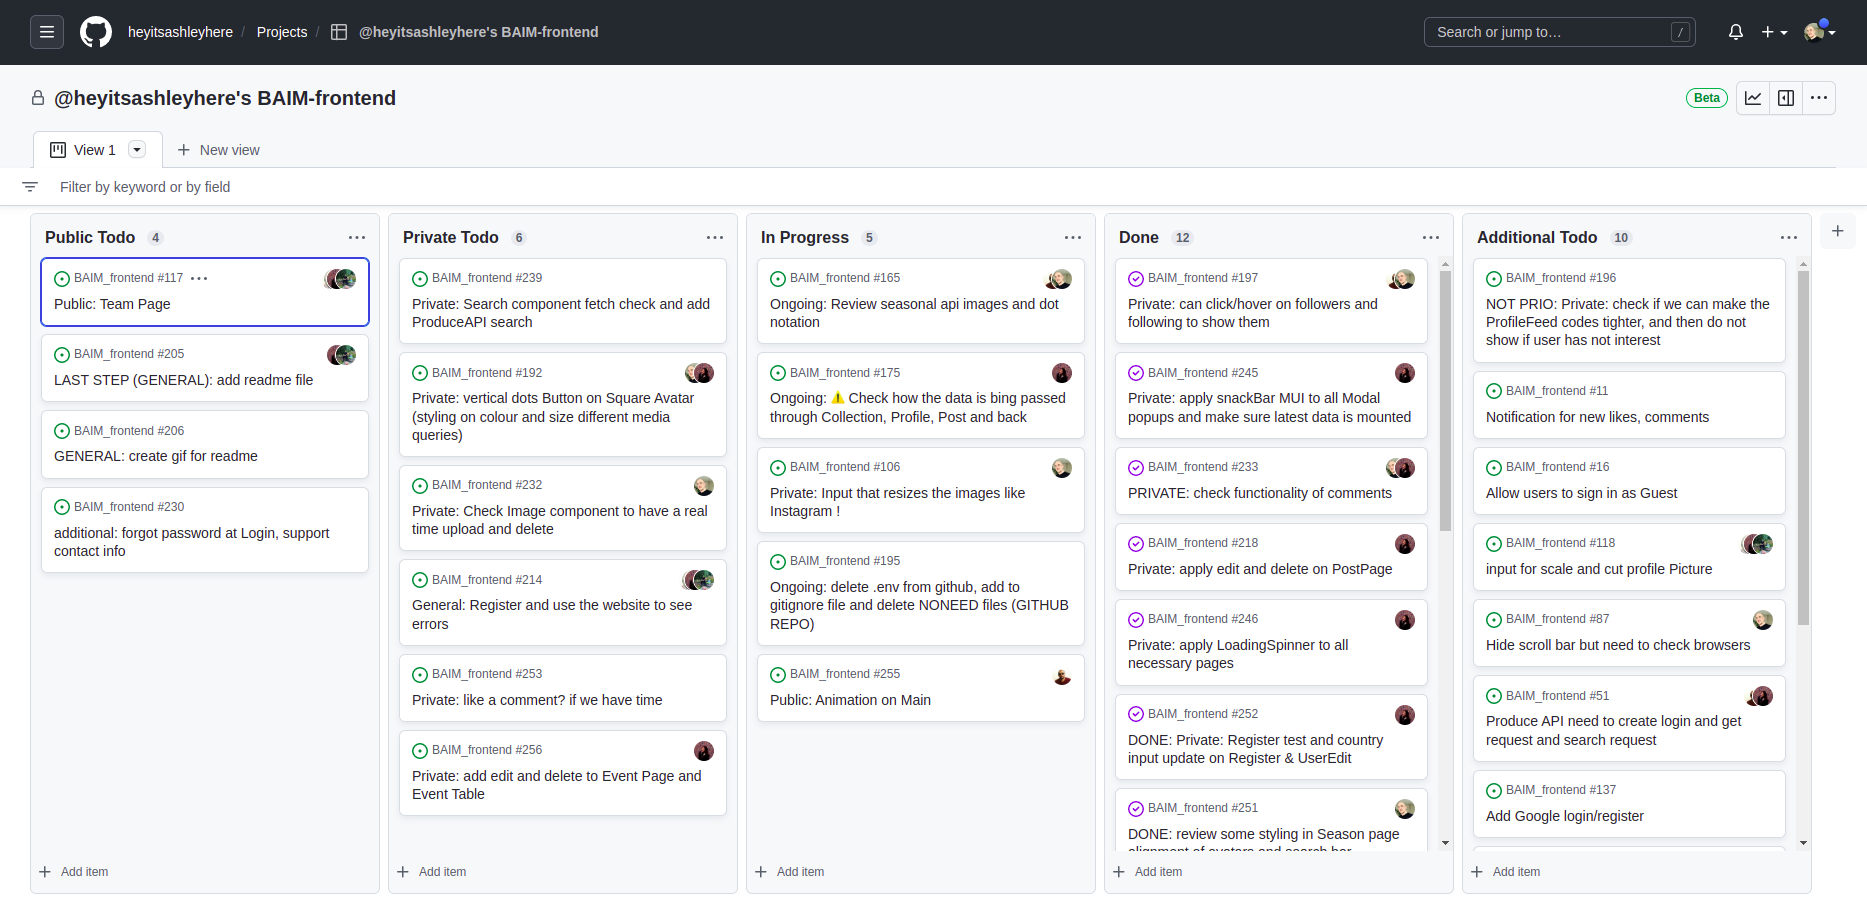 heyitsashleyhere / Projects / @heyitsashleyhere's BAIM-frontend
Search or jump to… /
@heyitsashleyhere's BAIM-frontend
Beta
View 1
New view
Filter by keyword or by field
Public Todo 4
BAIM_frontend #117
Public: Team Page
BAIM_frontend #205
LAST STEP (GENERAL): add readme file
BAIM_frontend #206
GENERAL: create gif for readme
BAIM_frontend #230
additional: forgot password at Login, support
contact info
Add item
Private Todo 6
BAIM_frontend #239
Private: Search component fetch check and add
ProduceAPI search
BAIM_frontend #192
Private: vertical dots Button on Square Avatar
(styling on colour and size different media
queries)
BAIM_frontend #232
Private: Check Image component to have a real
time upload and delete
BAIM_frontend #214
General: Register and use the website to see
errors
BAIM_frontend #253
Private: like a comment? if we have time
BAIM_frontend #256
Private: add edit and delete to Event Page and
Event Table
Add item
In Progress 5
BAIM_frontend #165
Ongoing: Review seasonal api images and dot
notation
BAIM_frontend #175
Ongoing: ⚠️ Check how the data is bing passed
through Collection, Profile, Post and back
BAIM_frontend #106
Private: Input that resizes the images like
Instagram !
BAIM_frontend #195
Ongoing: delete .env from github, add to
gitignore file and delete NONEED files (GITHUB
REPO)
BAIM_frontend #255
Public: Animation on Main
Add item
Done 12
BAIM_frontend #197
Private: can click/hover on followers and
following to show them
BAIM_frontend #245
Private: apply snackBar MUI to all Modal
popups and make sure latest data is mounted
BAIM_frontend #233
PRIVATE: check functionality of comments
BAIM_frontend #218
Private: apply edit and delete on PostPage
BAIM_frontend #246
Private: apply LoadingSpinner to all
necessary pages
BAIM_frontend #252
DONE: Private: Register test and country
input update on Register & UserEdit
BAIM_frontend #251
DONE: review some styling in Season page
alignment of avatars and search bar
Add item
Additional Todo 10
BAIM_frontend #196
NOT PRIO: Private: check if we can make the
ProfileFeed codes tighter, and then do not
show if user has not interest
BAIM_frontend #11
Notification for new likes, comments
BAIM_frontend #16
Allow users to sign in as Guest
BAIM_frontend #118
input for scale and cut profile Picture
BAIM_frontend #87
Hide scroll bar but need to check browsers
BAIM_frontend #51
Produce API need to create login and get
request and search request
BAIM_frontend #137
Add Google login/register
Add item